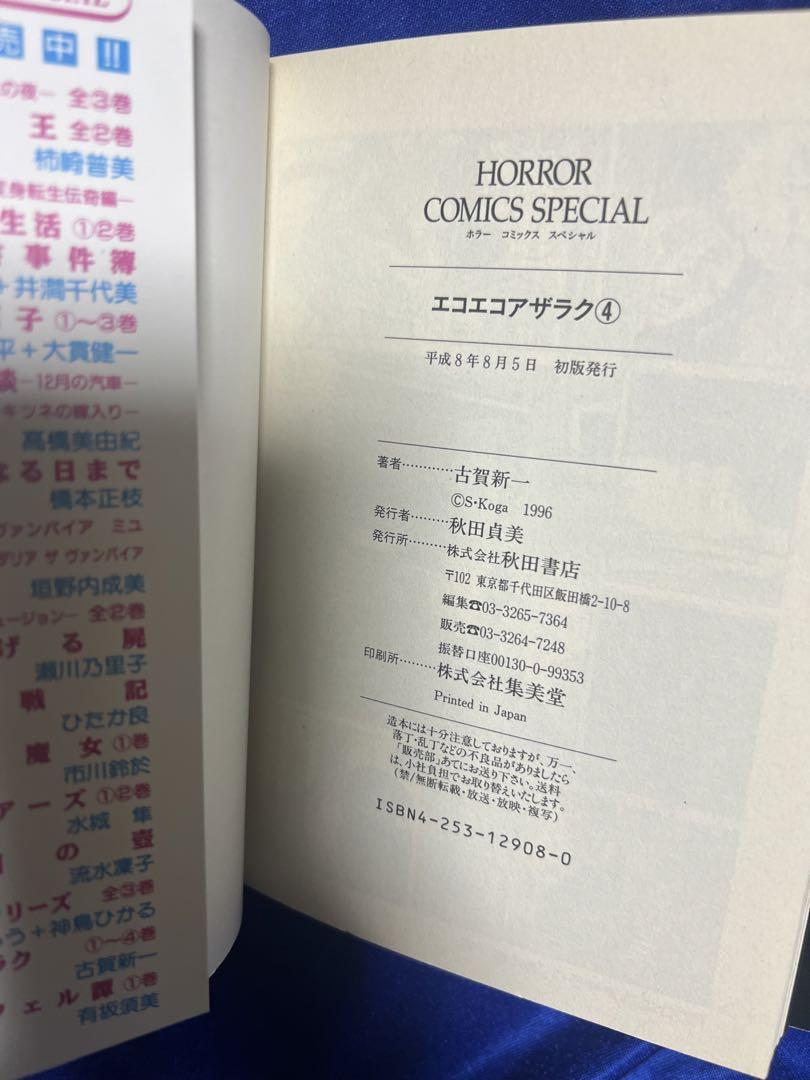 売中!!
の夜― 全3巻
王 全2巻
柿崎普美
変身転生伝奇編―
生活 ①2巻
事件簿
+井潤千代美
子 ①〜3巻
平+大貫健一
談―12月の汽車―
キツネの嫁入り―
高橋美由紀
なる日まで
橋本正枝
ヴァンパイア ミユ
ダリア ザ ヴァンパイア
垣野内成美
ュージョン― 全2巻
げる屍
瀬川乃里子
戦記
ひたか良
魔女 ①巻
市川鈴於
アーズ ①2巻
水城 隼
の壺
流水凜子
リーズ 全3巻
う+神鳥ひかる
①〜④巻
ラク
古賀新一
フェル譚 ①巻
有坂須美
HORROR
COMICS SPECIAL
ホラー コミックス スペシャル
エコエコアザラク④
平成8年8月5日 初版発行
著者…………古賀新一
©S・Koga 1996
発行者………秋田貞美
発行所………株式会社秋田書店
〒102 東京都千代田区飯田橋2-10-8
編集☎03-3265-7364
販売☎03-3264-7248
振替口座00130-0-99353
印刷所………株式会社集美堂
Printed in Japan
造本には十分注意しておりますが、万一、
落丁・乱丁などの不良品がありましたら
「販売部」あてにお送り下さい。送料
は、小社負担でお取替えいたします。
(禁/無断転載・放送・放映・複写)
ISBN4-253-12908-0